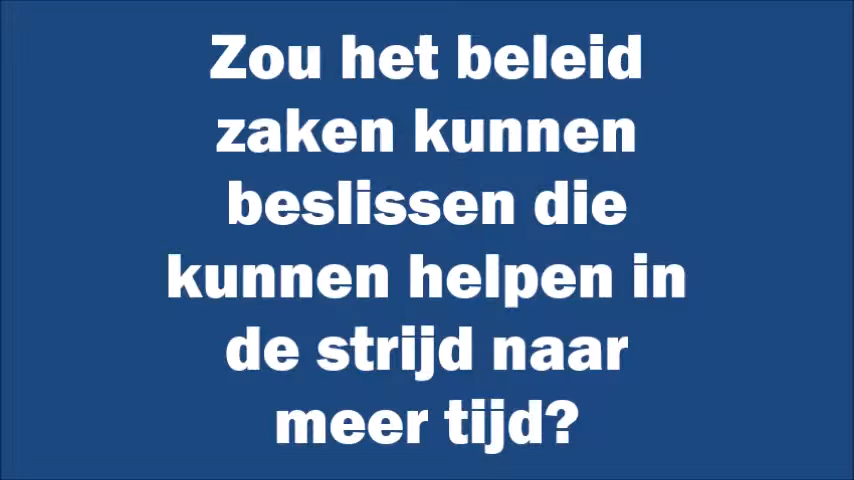 Zou het beleid
zaken kunnen
beslissen die
kunnen helpen in
de strijd naar
meer tijd?